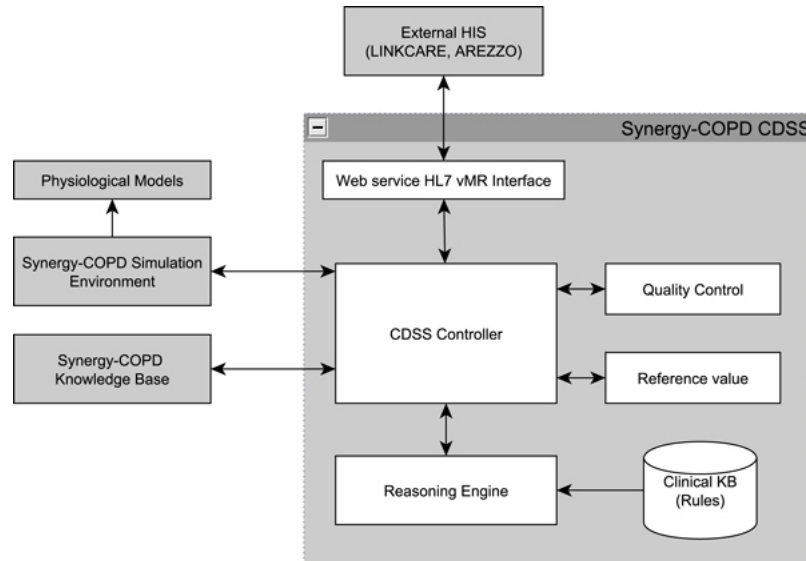 External HIS
(LINKCARE, AREZZO)
Synergy-COPD CDSS
Physiological Models
Web service HL7 vMR Interface
Synergy-COPD Simulation
Environment
Quality Control
CDSS Controller
Synergy-COPD
Knowledge Base
Reference value
Reasoning Engine
Clinical KB
(Rules)